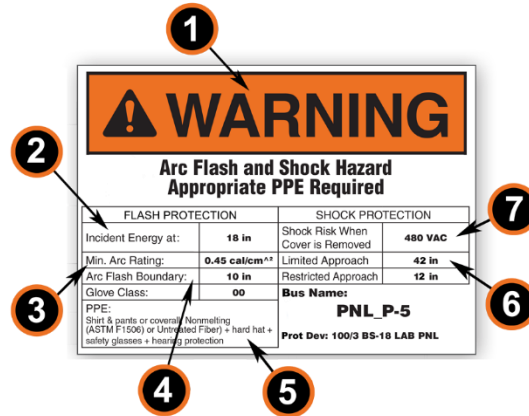 1
WARNING
2
Arc Flash and Shock Hazard
Appropriate PPE Required
7
FLASH PROTECTION
SHOCK PROTECTION
Incident Energy at: 18 in
Shock Risk When
Cover is Removed 480 VAC
Min. Arc Rating: 0.45 cal/cm^²
Limited Approach 42 in
Arc Flash Boundary: 10 in
Restricted Approach 12 in
3
6
Glove Class: 00
Bus Name:
PNL_P-5
PPE:
Shirt & pants or coverall Nonmelting
(ASTM F1506) or Untreated Fiber) + hard hat +
safety glasses + hearing protection
Prot Dev: 100/3 BS-18 LAB PNL
4
5